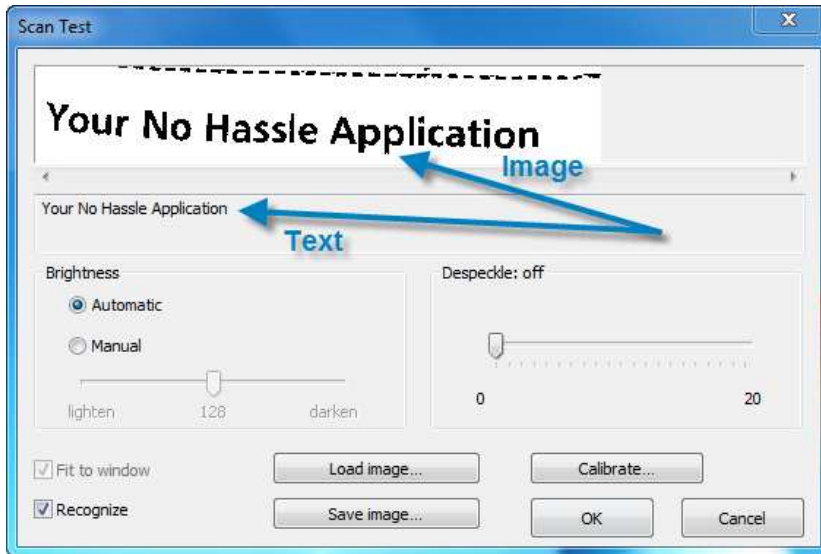 Scan Test
Your No Hassle Application
Image
Your No Hassle Application
Text
Brightness
Automatic
Manual
lighten 128 darken
Despeckle: off
0 20
Fit to window
Load image...
Calibrate...
Recognize
Save image...
OK
Cancel